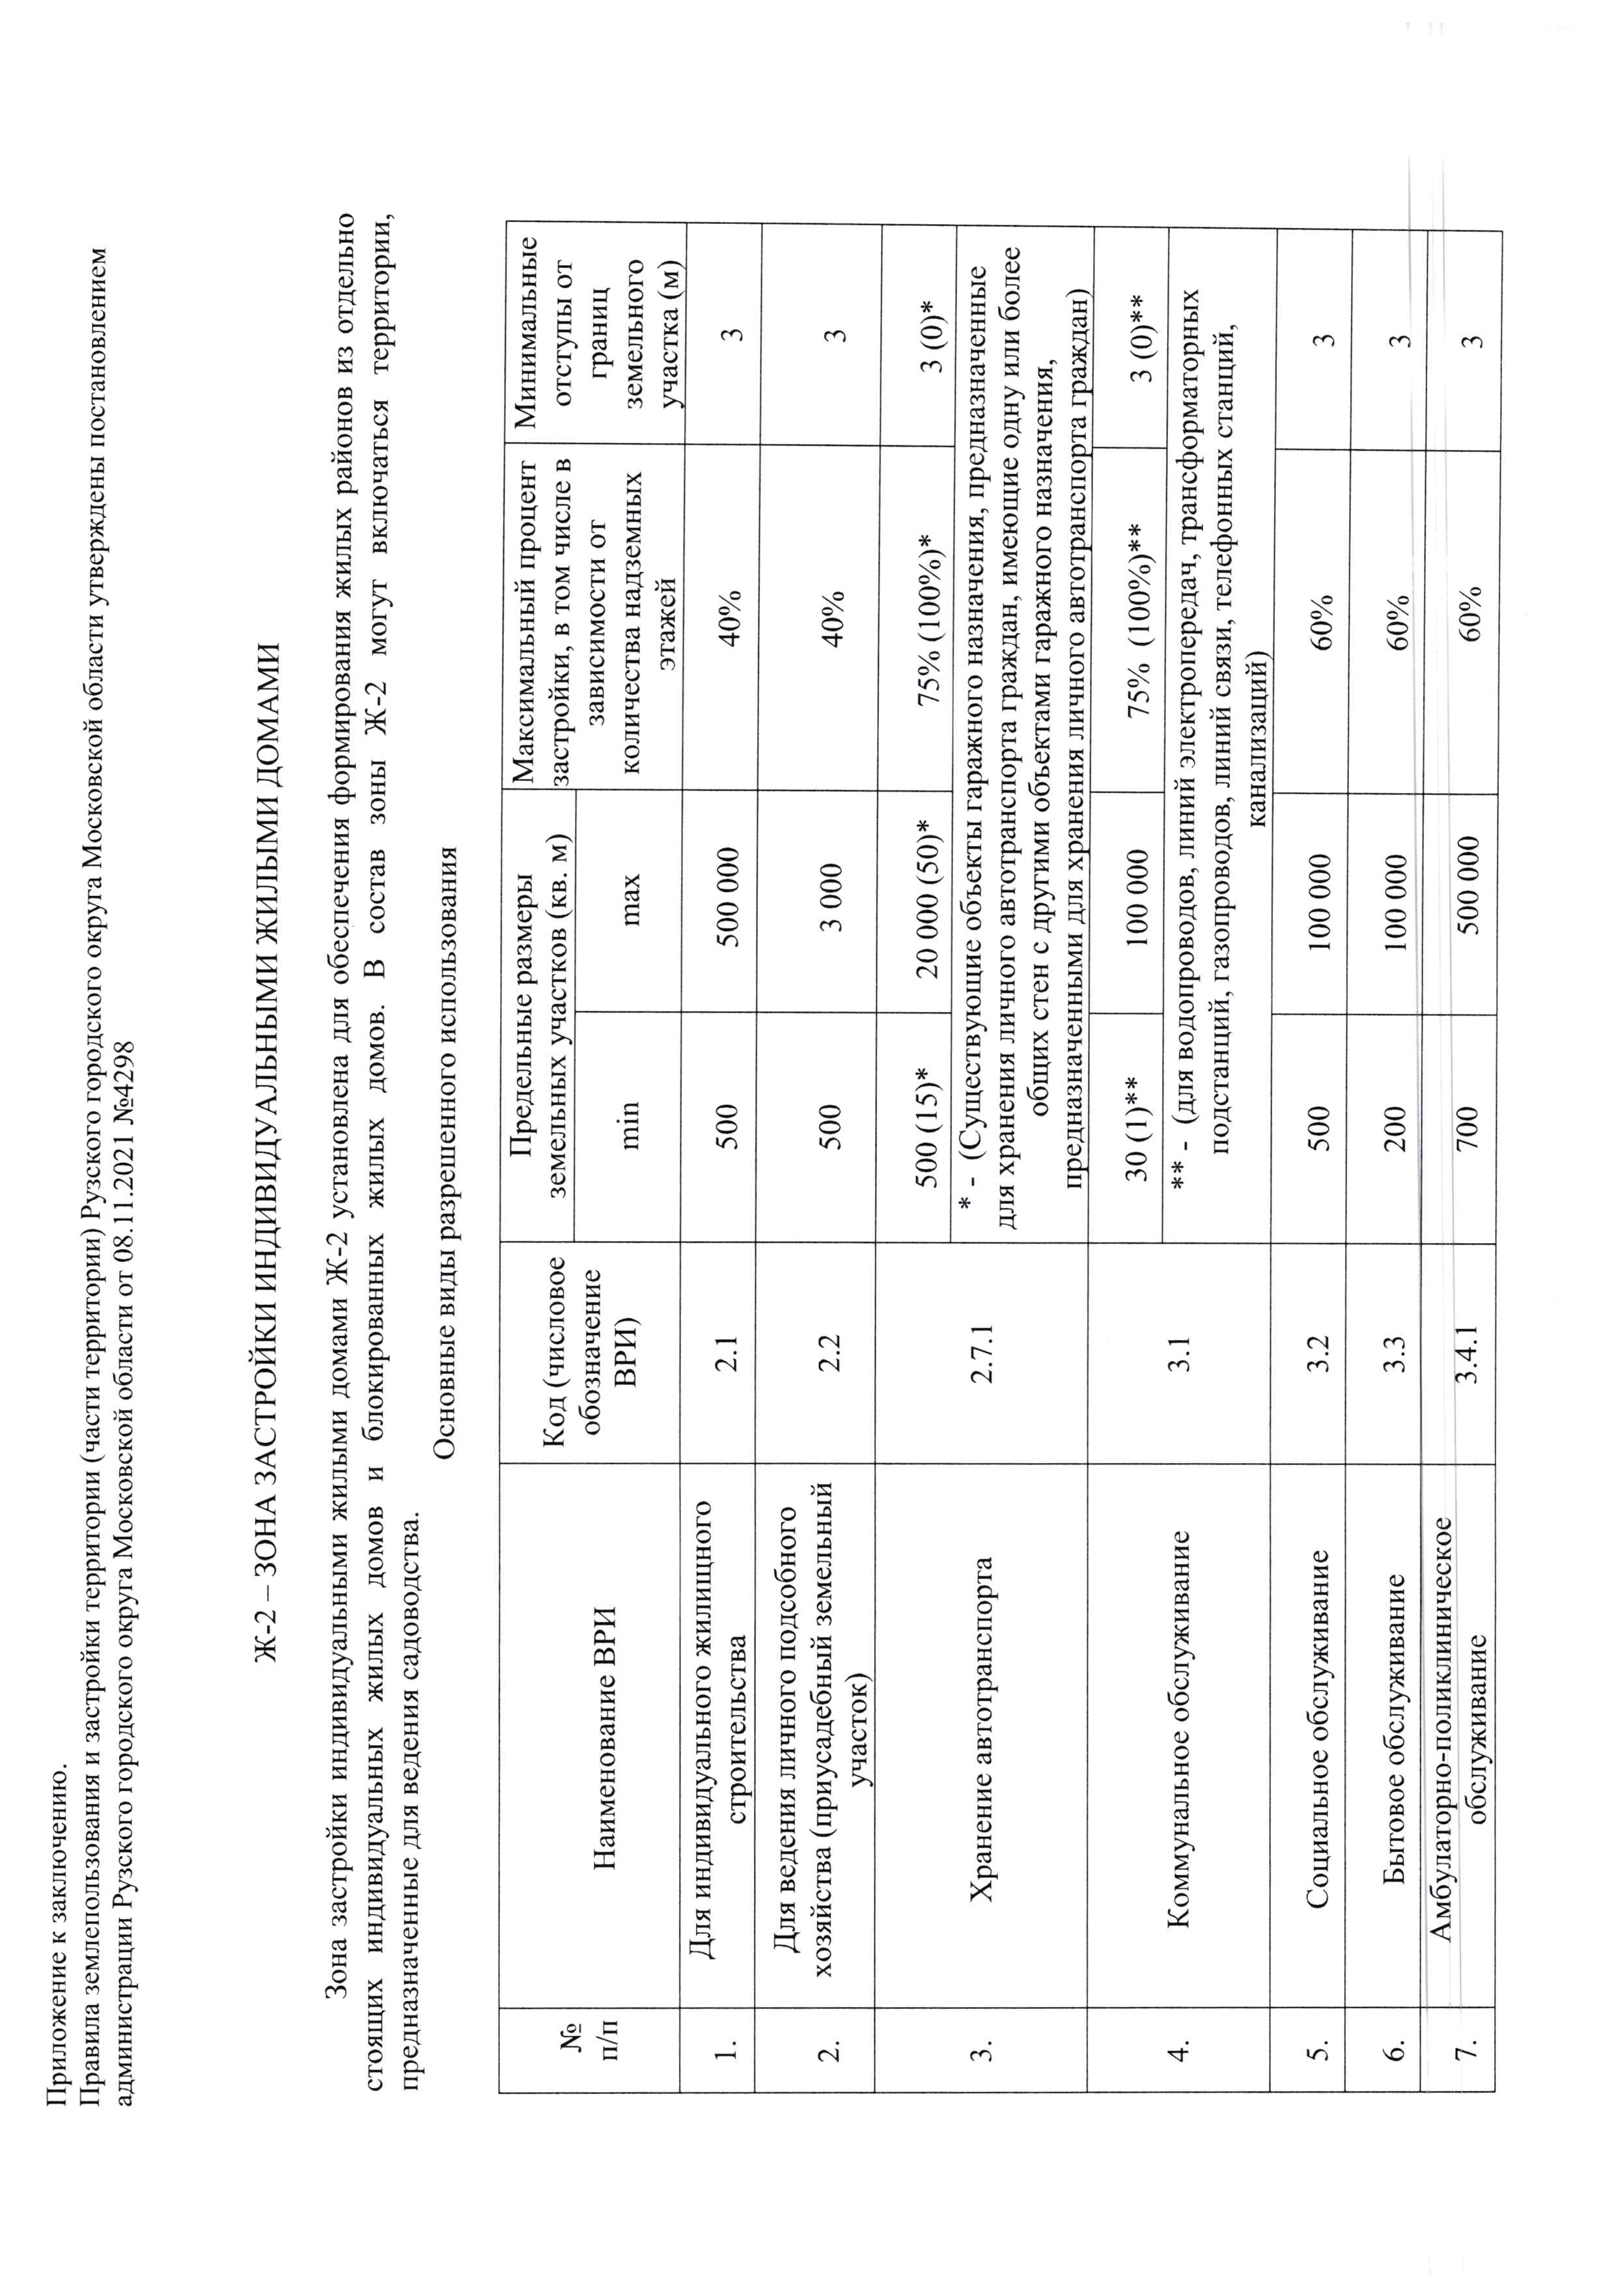 Приложение к заключению.
Правила землепользования и застройки территории (части территории) Рузского городского округа Московской области утверждены постановлением
администрации Рузского городского округа Московской области от 08.11.2021 №4298
Ж-2 – ЗОНА ЗАСТРОЙКИ ИНДИВИДУАЛЬНЫМИ ЖИЛЫМИ ДОМАМИ
Зона застройки индивидуальными жилыми домами Ж-2 установлена для обеспечения формирования жилых районов из отдельно
стоящих индивидуальных жилых домов и блокированных жилых домов. В состав зоны Ж-2 могут включаться территории,
предназначенные для ведения садоводства.
Основные виды разрешенного использования
№
п/п
Наименование ВРИ
Код (числовое
обозначение
ВРИ)
Предельные размеры
земельных участков (кв. м)
min
max
Максимальный процент
застройки, в том числе в
зависимости от
количества надземных
этажей
Минимальные
отступы от
границ
земельного
участка (м)
1.
Для индивидуального жилищного
строительства
2.1
500
500 000
40%
3
2.
Для ведения личного подсобного
хозяйства (приусадебный земельный
участок)
2.2
500
3 000
40%
3
3.
Хранение автотранспорта
2.7.1
500 (15)*
20 000 (50)*
75% (100%)*
3 (0)*
* - (Существующие объекты гаражного назначения, предназначенные
для хранения личного автотранспорта граждан, имеющие одну или более
общих стен с другими объектами гаражного назначения,
предназначенными для хранения личного автотранспорта граждан)
4.
Коммунальное обслуживание
3.1
30 (1)**
100 000
75% (100%)**
3 (0)**
** - (для водопроводов, линий электропередач, трансформаторных
подстанций, газопроводов, линий связи, телефонных станций,
канализаций)
5.
Социальное обслуживание
3.2
500
100 000
60%
3
6.
Бытовое обслуживание
3.3
200
100 000
60%
3
7.
Амбулаторно-поликлиническое
обслуживание
3.4.1
700
500 000
60%
3